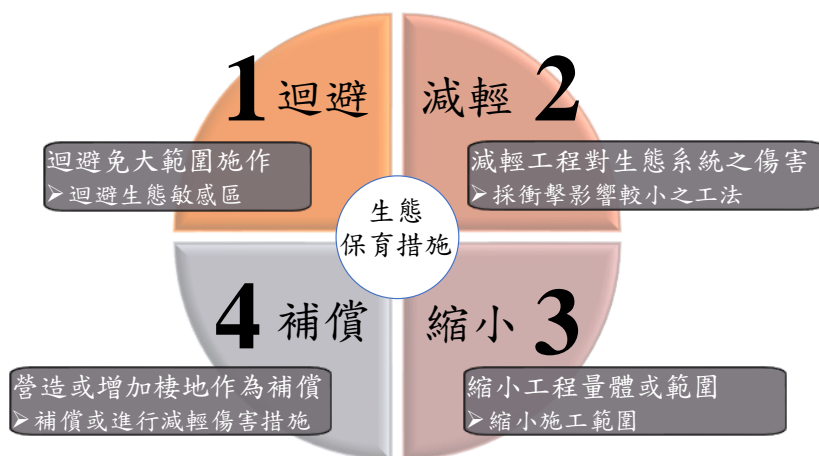 1 迴避
迴避免大範圍施作
➢迴避生態敏感區
減輕 2
減輕工程對生態系統之傷害
➢採衝擊影響較小之工法
生態
保育措施
縮小 3
縮小工程量體或範圍
➢縮小施工範圍
4 補償
營造或增加棲地作為補償
➢補償或進行減輕傷害措施